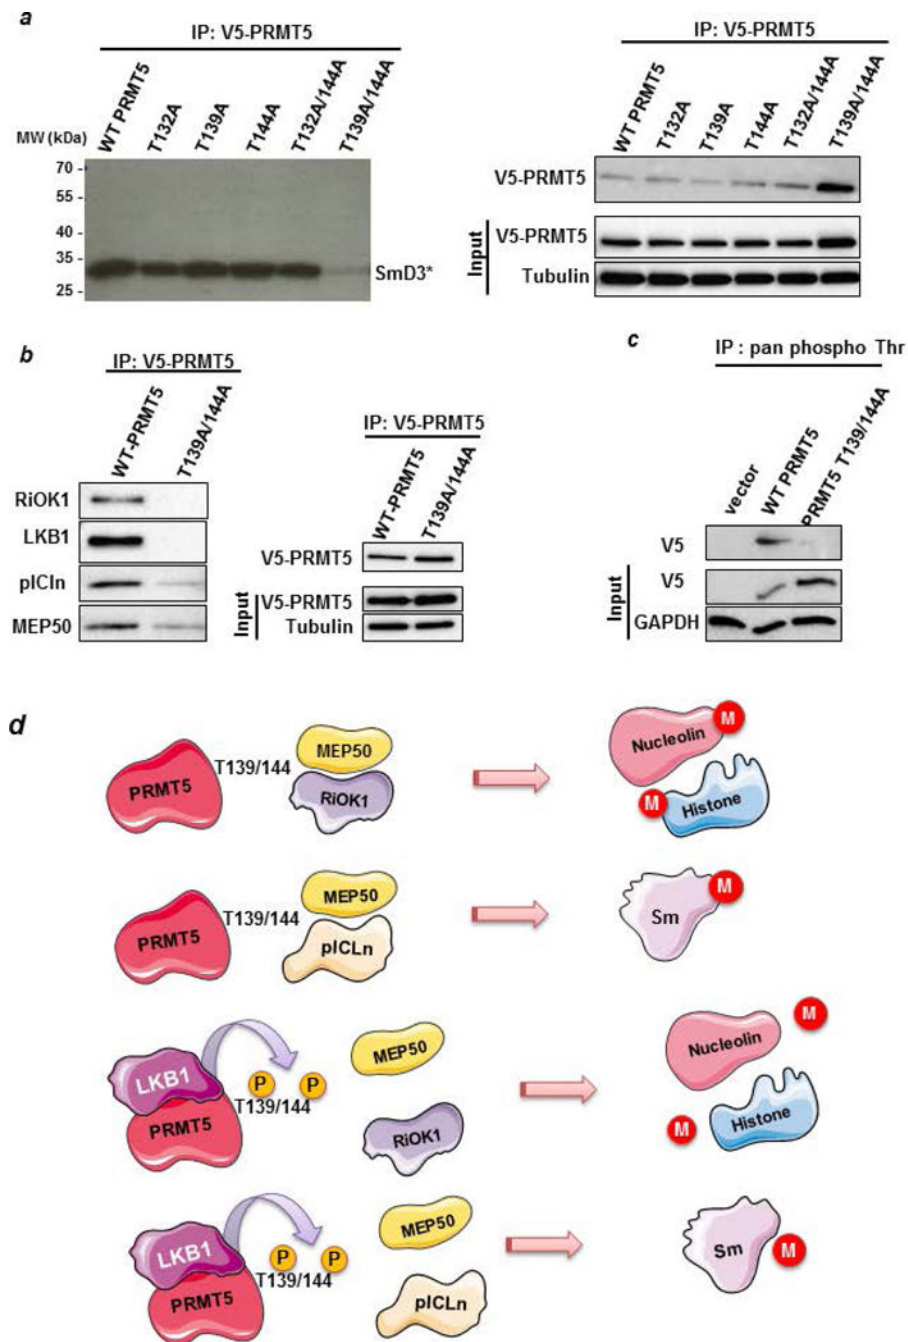 a
IP: V5-PRMT5
WT PRMT5
T132A
T139A
T144A
T132A/144A
T139A/144A
MW (kDa)
70 -
55 -
40 -
35 -
25 -
SmD3*
IP: V5-PRMT5
WT PRMT5
T132A
T139A
T144A
T132A/144A
T139A/144A
V5-PRMT5
Input
V5-PRMT5
Tubulin
b
IP: V5-PRMT5
WT-PRMT5
T139A/144A
RiOK1
LKB1
pICln
MEP50
IP: V5-PRMT5
WT-PRMT5
T139A/144A
V5-PRMT5
Input
V5-PRMT5
Tubulin
c
IP : pan phospho Thr
vector
WT PRMT5
PRMT5 T139/144A
V5
Input
V5
GAPDH
d
PRMT5
T139/144
MEP50
RiOK1
Nucleolin
M
M
Histone
PRMT5
T139/144
MEP50
pICLn
Sm
M
LKB1
PRMT5
P
P
T139/144
MEP50
RiOK1
Nucleolin
M
M
Histone
LKB1
PRMT5
P
P
T139/144
MEP50
pICLn
Sm
M